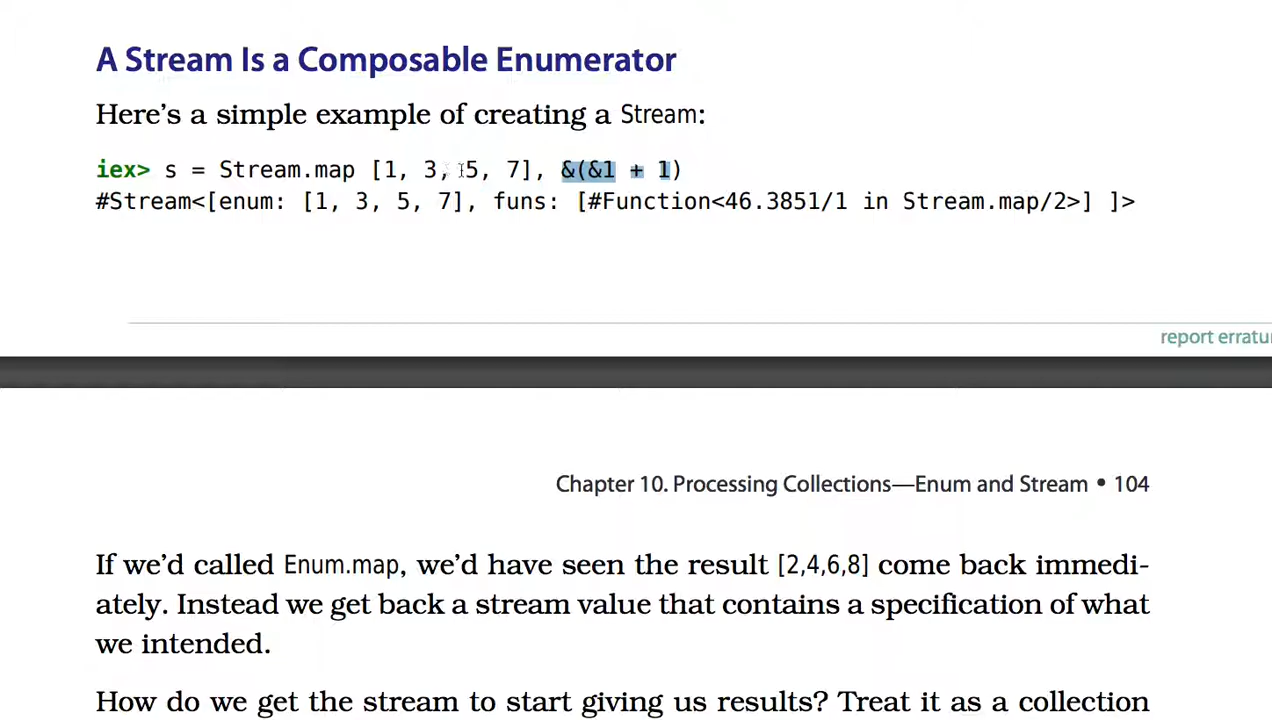 A Stream Is a Composable Enumerator
Here's a simple example of creating a Stream:
iex> s = Stream.map [1, 3, 5, 7], &(&1 + 1)
#Stream<[enum: [1, 3, 5, 7], funs: [#Function<46.3851/1 in Stream.map/2>] ]>
report erratu
Chapter 10. Processing Collections—Enum and Stream • 104
If we'd called Enum.map, we'd have seen the result [2,4,6,8] come back immedi-
ately. Instead we get back a stream value that contains a specification of what
we intended.
How do we get the stream to start giving us results? Treat it as a collection